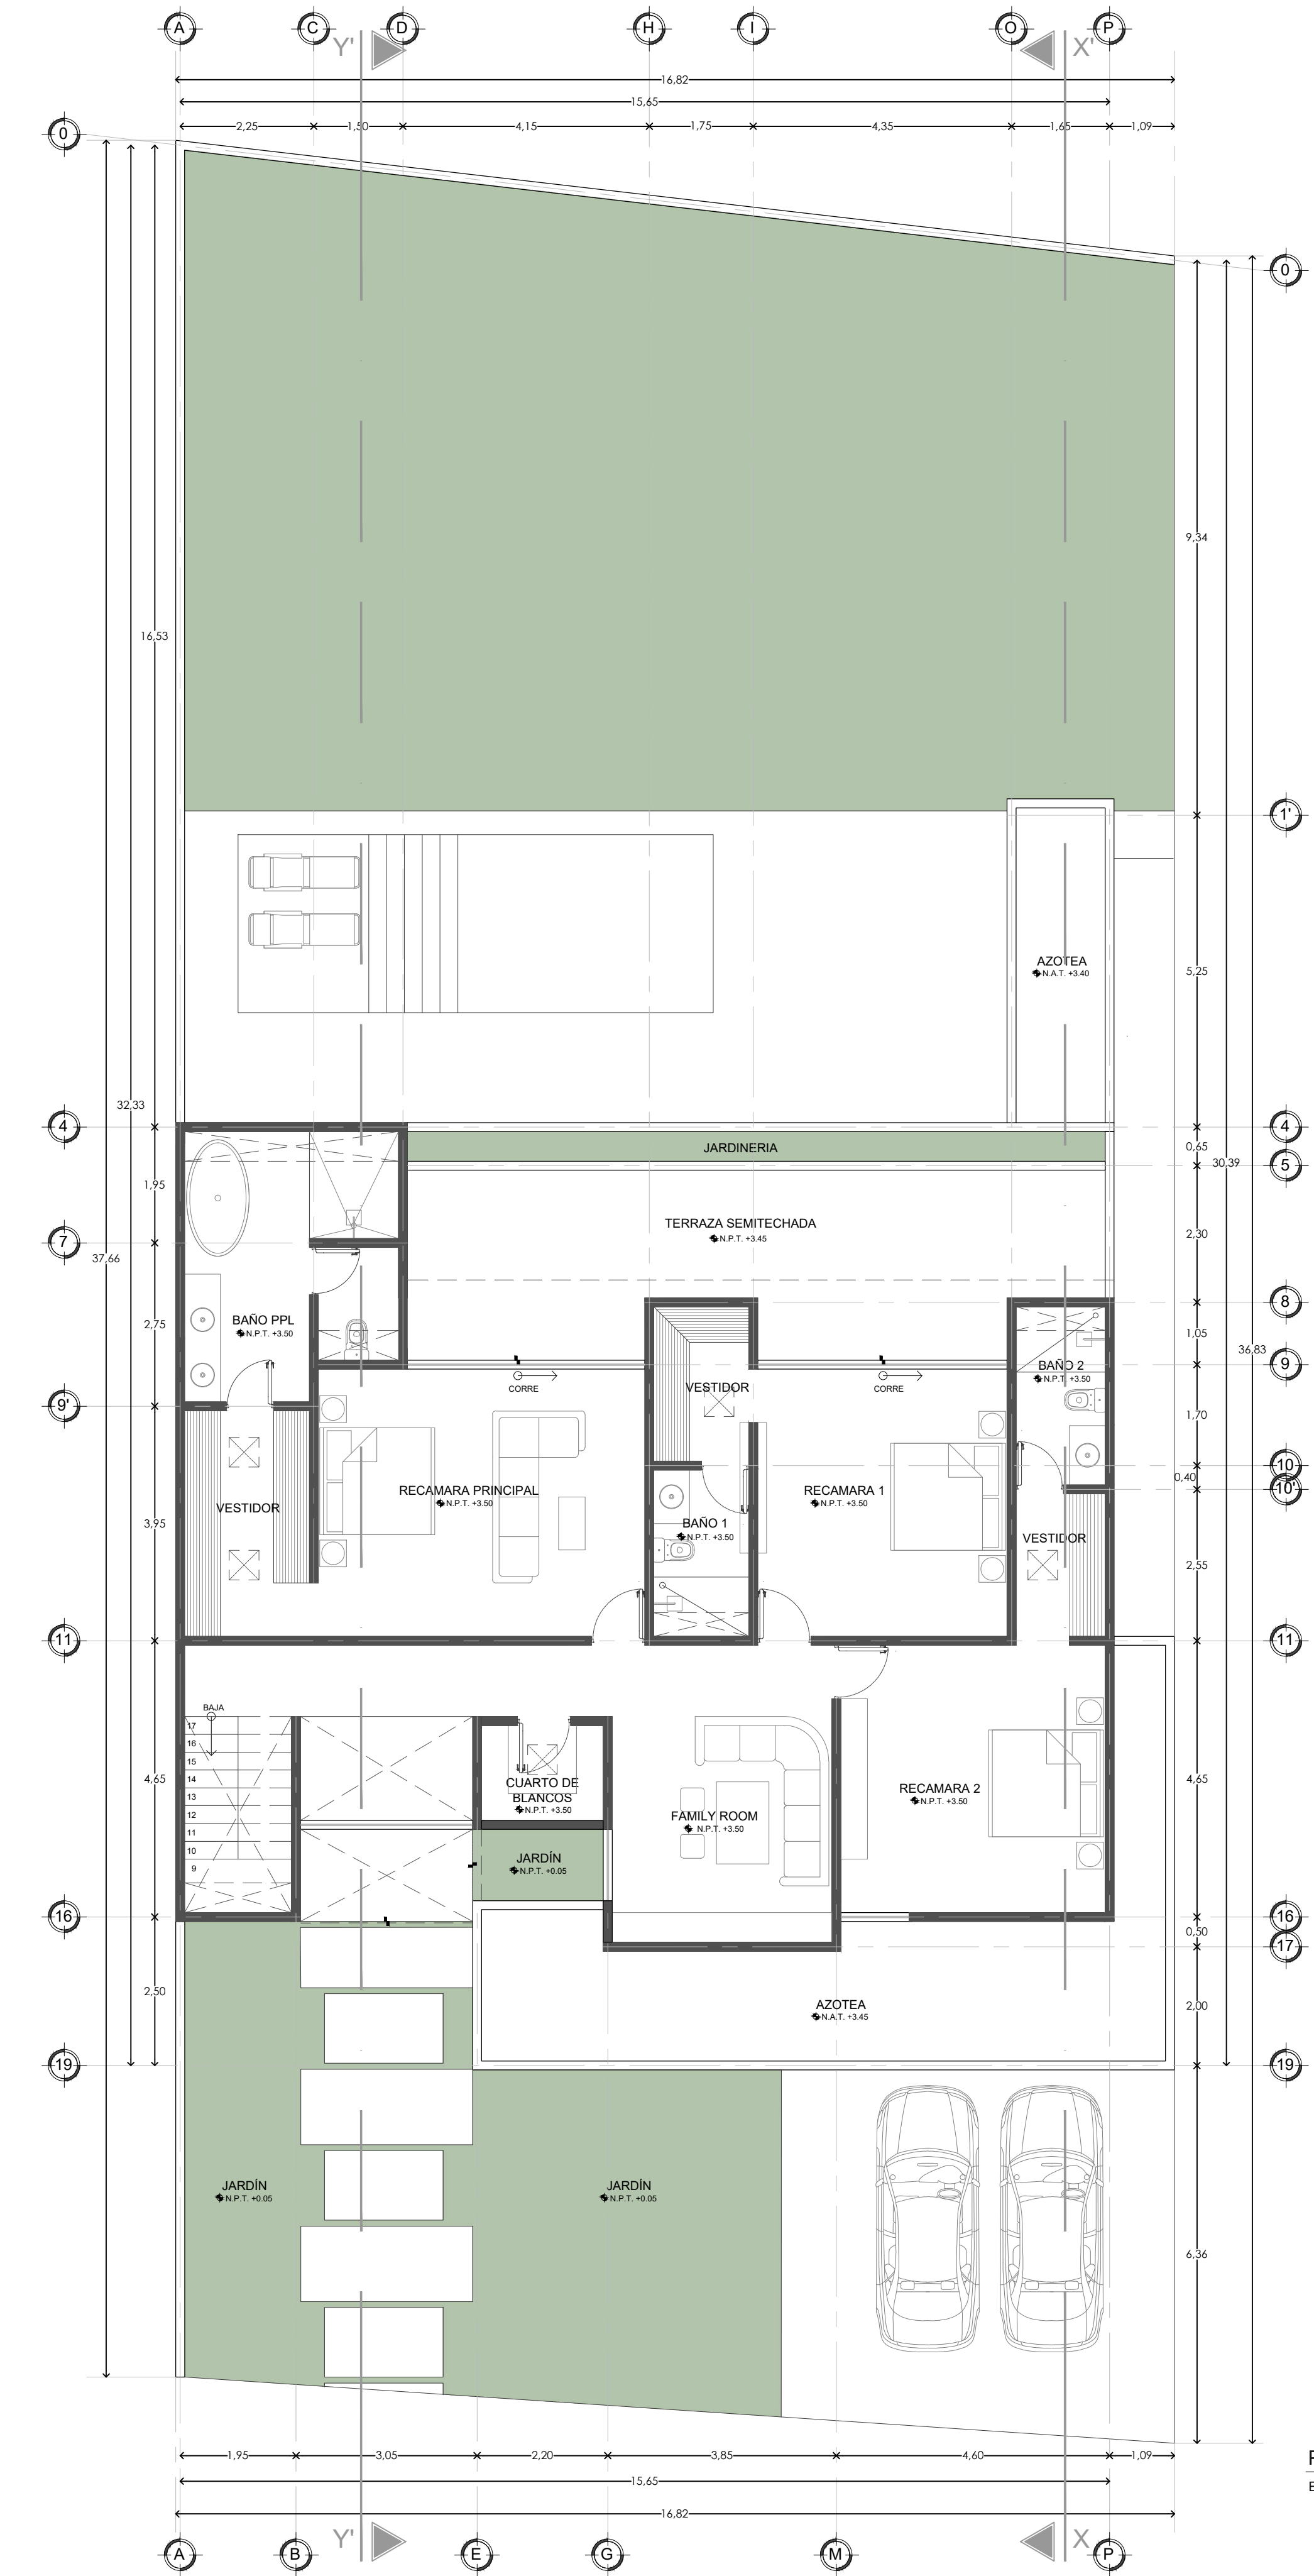 A C D H I O P
Y' X'
16,82
15,65
2,25 1,50 4,15 1,75 4,35 1,65 1,09
0
0
9,34
16,53
1'
AZOTEA
N.A.T. +3.40
5,25
32,33
4
4
JARDINERIA
0,65
30,39
5
1,95
TERRAZA SEMITECHADA
N.P.T. +3.45
2,30
7
37,66
8
BAÑO PPL
N.P.T. +3.50
2,75
1,05
36,83
9
BAÑO 2
N.P.T. +3.50
CORRE
VESTIDOR
CORRE
9'
1,70
10
0,40
10'
RECAMARA PRINCIPAL
N.P.T. +3.50
RECAMARA 1
N.P.T. +3.50
VESTIDOR
3,95
BAÑO 1
N.P.T. +3.50
VESTIDOR
2,55
11
11
BAJA
17
16
15
14
13
12
11
10
9
4,65
CUARTO DE
BLANCOS
N.P.T. +3.50
RECAMARA 2
N.P.T. +3.50
4,65
FAMILY ROOM
N.P.T. +3.50
JARDÍN
N.P.T. +0.05
16
16
0,50
17
2,50
AZOTEA
N.A.T. +3.45
2,00
19
19
JARDÍN
N.P.T. +0.05
JARDÍN
N.P.T. +0.05
6,36
1,95 3,05 2,20 3,85 4,60 1,09
15,65
16,82
Y' X
A B E G M P